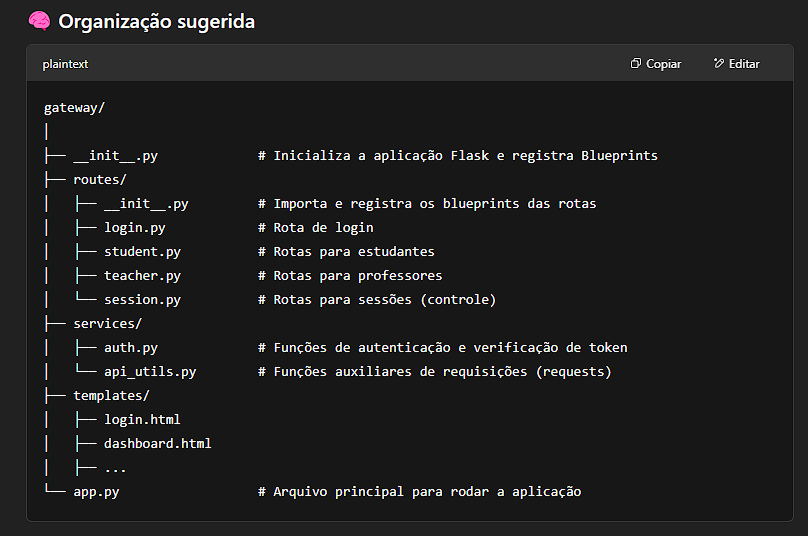 🧠 Organização sugerida
plaintext Copiar Editar
gateway/
│
├── __init__.py # Inicializa a aplicação Flask e registra Blueprints
├── routes/
│   ├── __init__.py # Importa e registra os blueprints das rotas
│   ├── login.py # Rota de login
│   ├── student.py # Rotas para estudantes
│   ├── teacher.py # Rotas para professores
│   └── session.py # Rotas para sessões (controle)
├── services/
│   ├── auth.py # Funções de autenticação e verificação de token
│   └── api_utils.py # Funções auxiliares de requisições (requests)
├── templates/
│   ├── login.html
│   ├── dashboard.html
│   ├── ...
└── app.py # Arquivo principal para rodar a aplicação